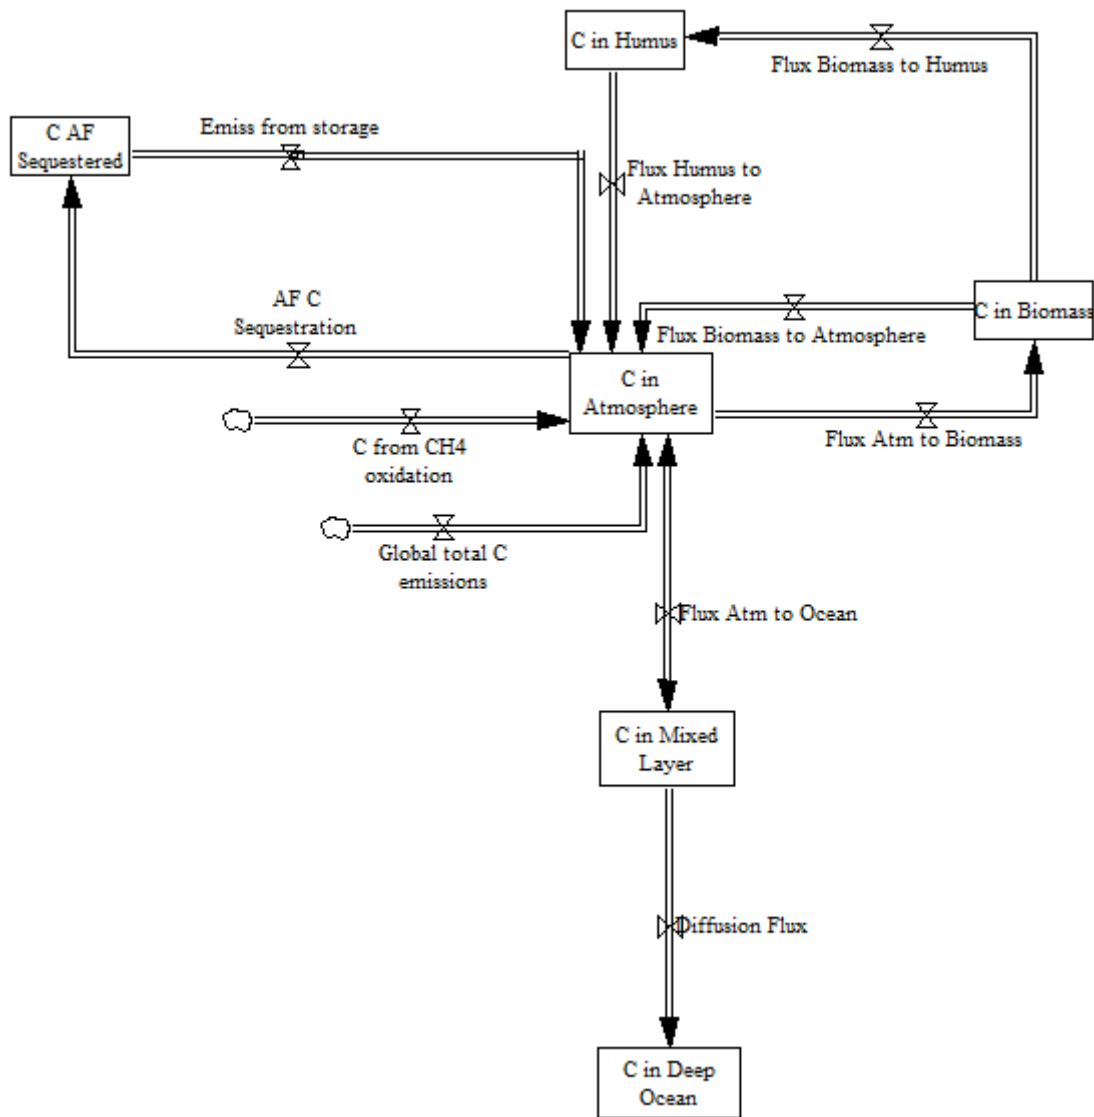 C in Humus
Flux Biomass to Humus
C AF
Sequestered
Emiss from storage
Flux Humus to
Atmosphere
AF C
Sequestration
C in Biomass
Flux Biomass to Atmosphere
C in
Atmosphere
Flux Atm to Biomass
C from CH4
oxidation
Global total C
emissions
Flux Atm to Ocean
C in Mixed
Layer
Diffusion Flux
C in Deep
Ocean